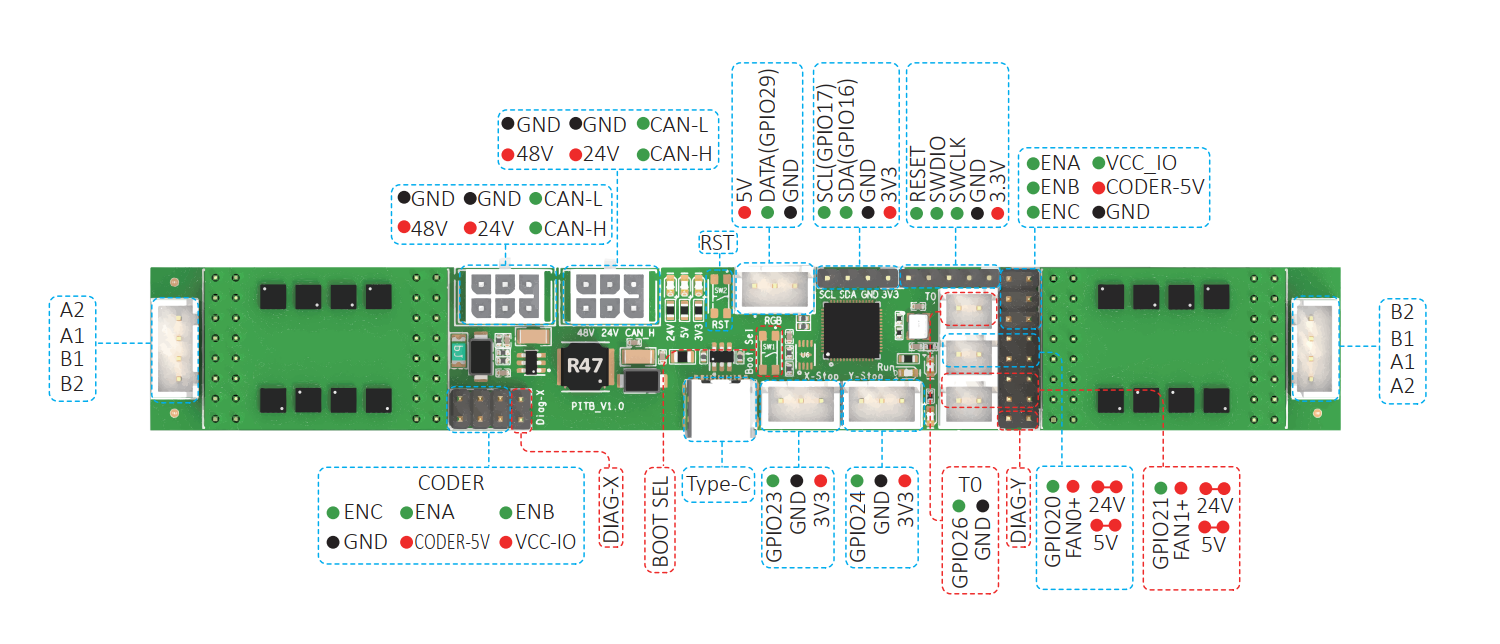 5V
DATA(GPIO29)
GND
SCL(GPIO17)
SDA(GPIO16)
GND
3V3
RESET
SWDIO
SWCLK
GND
3.3V
GND GND CAN-L
48V 24V CAN-H
GND GND CAN-L
48V 24V CAN-H
RST
ENA VCC_IO
ENB CODER-5V
ENC GND
A2
A1
B1
B2
B2
B1
A1
A2
SCL SDA GND 3V3
T0
SW2
RST
RGB
48V 24V CAN_H
24V
5V
3V3
R47
PITB_V1.0
Diag-X
Boot Sel
SW1
U6
Run
X-Stop Y-Stop
CODER
ENC ENA ENB
GND CODER-5V VCC-IO
DIAG-X
BOOT SEL
Type-C
GPIO23
GND
3V3
GPIO24
GND
3V3
T0
GPIO26
GND
DIAG-Y
GPIO20
FAN0+
24V
5V
GPIO21
FAN1+
24V
5V